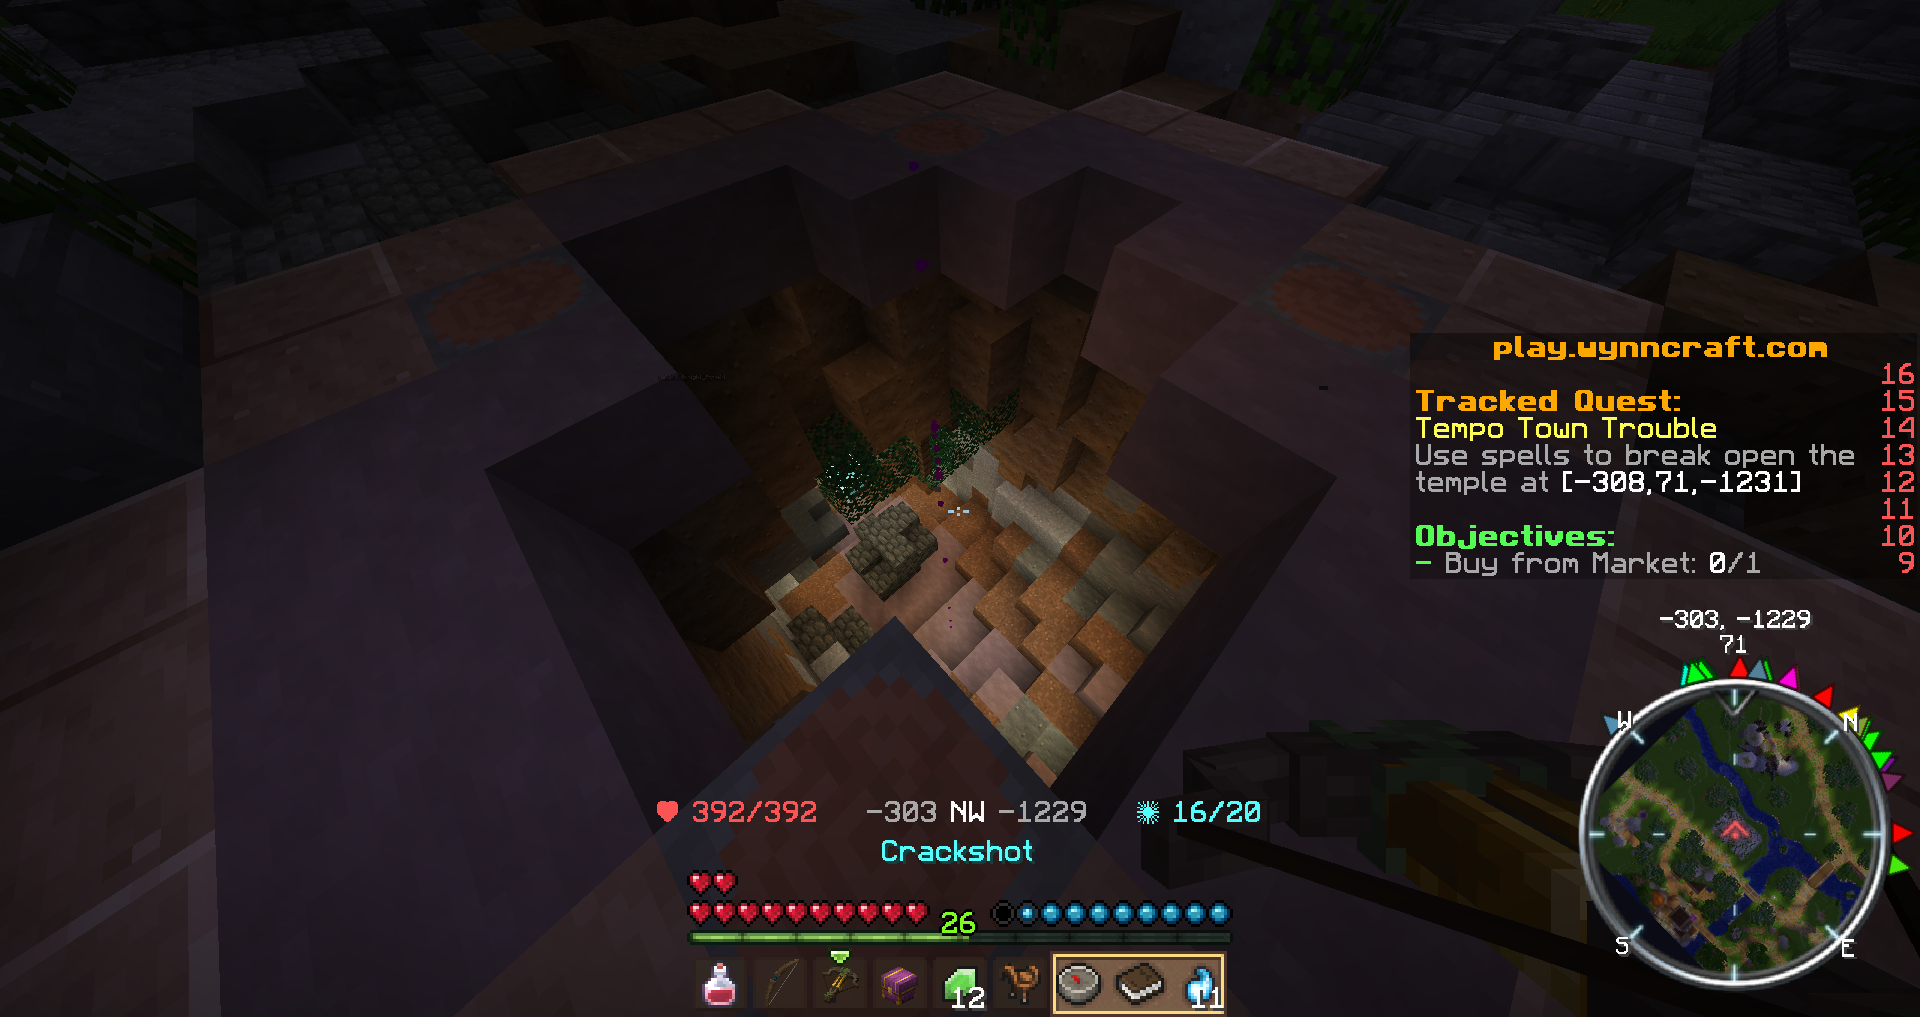 play.wynncraft.com
16
Tracked Quest: 15
Tempo Town Trouble 14
Use spells to break open the 13
temple at [-308,71,-1231] 12
11
Objectives: 10
- Buy from Market: 0/1 9
-303, -1229
71
W
N
S
E
392/392 -303 NW -1229 16/20
Crackshot
26
12
11